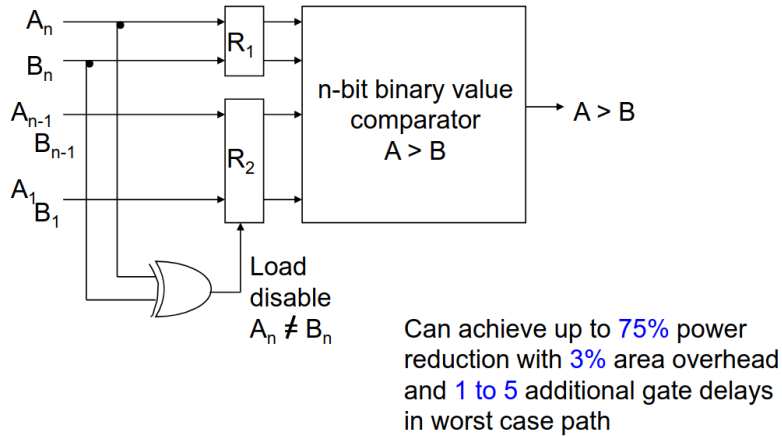 Aₙ
Bₙ
Aₙ₋₁
Bₙ₋₁
A₁
B₁
R₁
R₂
n-bit binary value
comparator
A > B
A > B
Load
disable
Aₙ ≠ Bₙ
Can achieve up to 75% power
reduction with 3% area overhead
and 1 to 5 additional gate delays
in worst case path